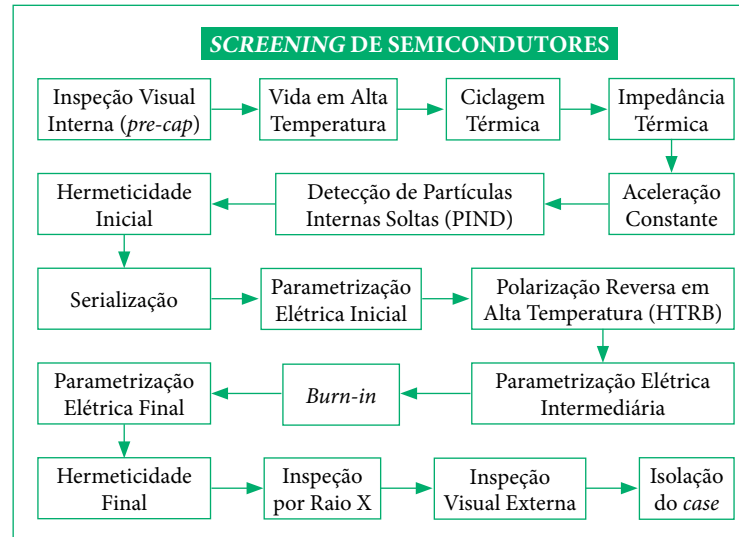 SCREENING DE SEMICONDUTORES
Inspeção Visual
Interna (pre-cap)
Vida em Alta
Temperatura
Ciclagem
Térmica
Impedância
Térmica
Aceleração
Constante
Detecção de Partículas
Internas Soltas (PIND)
Hermeticidade
Inicial
Serialização
Parametrização
Elétrica Inicial
Polarização Reversa em
Alta Temperatura (HTRB)
Parametrização Elétrica
Intermediária
Burn-in
Parametrização
Elétrica Final
Hermeticidade
Final
Inspeção
por Raio X
Inspeção
Visual Externa
Isolação
do case